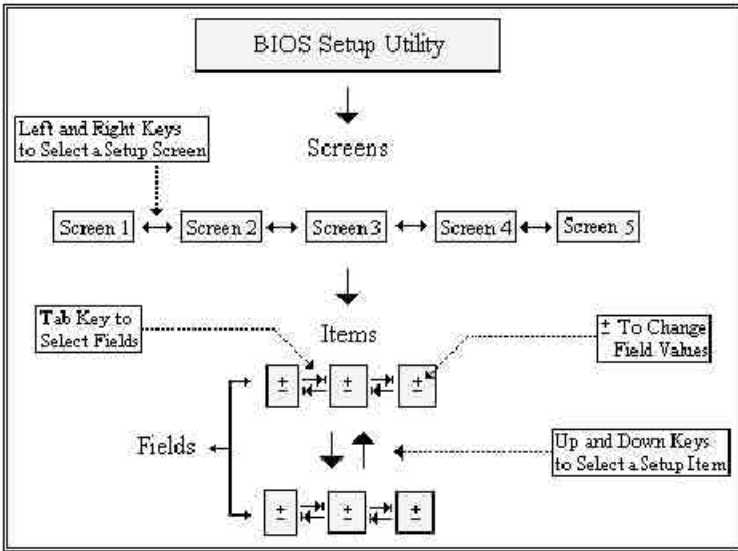 BIOS Setup Utility
Left and Right Keys
to Select a Setup Screen
Screens
Screen 1
Screen 2
Screen 3
Screen 4
Screen 5
Tab Key to
Select Fields
Items
± To Change
Field Values
± ± ±
Fields
Up and Down Keys
to Select a Setup Item
± ± ±